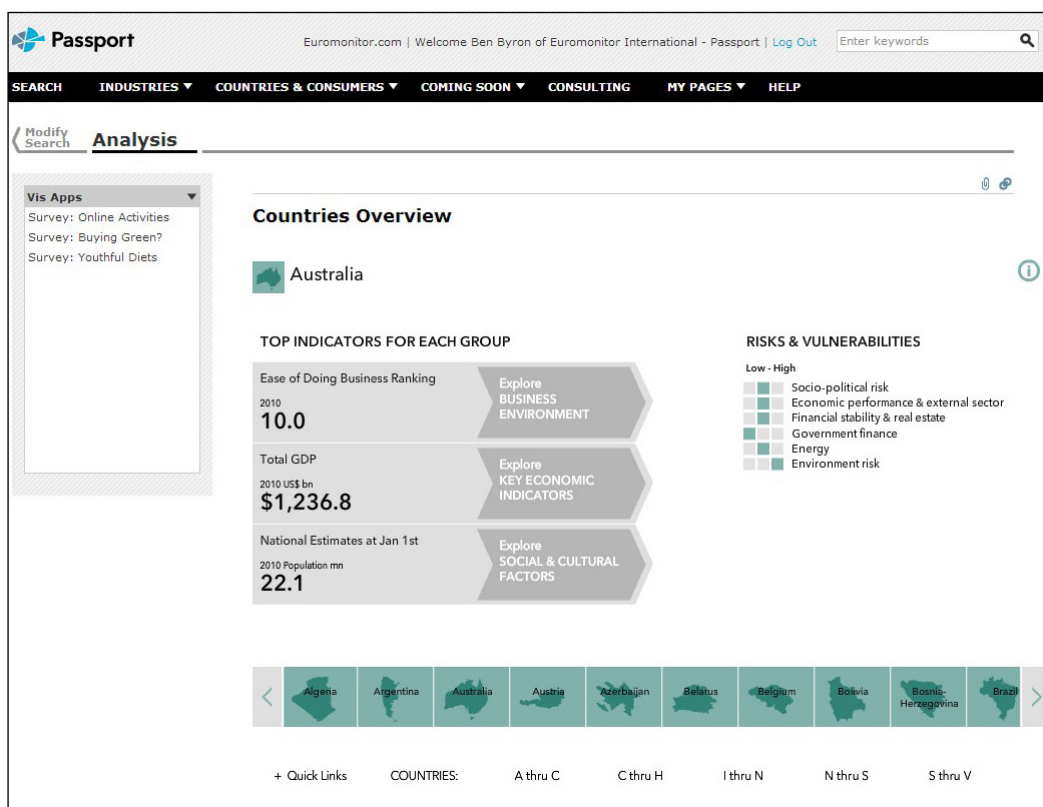 Passport
Euromonitor.com | Welcome Ben Byron of Euromonitor International - Passport | Log Out
Enter keywords
SEARCH INDUSTRIES ▼ COUNTRIES & CONSUMERS ▼ COMING SOON ▼ CONSULTING MY PAGES ▼ HELP
Modify
Search
Analysis
Vis Apps ▼
Survey: Online Activities
Survey: Buying Green?
Survey: Youthful Diets
Countries Overview
Australia
TOP INDICATORS FOR EACH GROUP
Ease of Doing Business Ranking
2010
10.0
Explore
BUSINESS
ENVIRONMENT
Total GDP
2010 US$ bn
$1,236.8
Explore
KEY ECONOMIC
INDICATORS
National Estimates at Jan 1st
2010 Population mn
22.1
Explore
SOCIAL & CULTURAL
FACTORS
RISKS & VULNERABILITIES
Low - High
Socio-political risk
Economic performance & external sector
Financial stability & real estate
Government finance
Energy
Environment risk
Algeria Argentina Australia Austria Azerbaijan Belarus Belgium Bolivia Bosnia-
Herzegovina Brazil
+ Quick Links COUNTRIES: A thru C C thru H I thru N N thru S S thru V